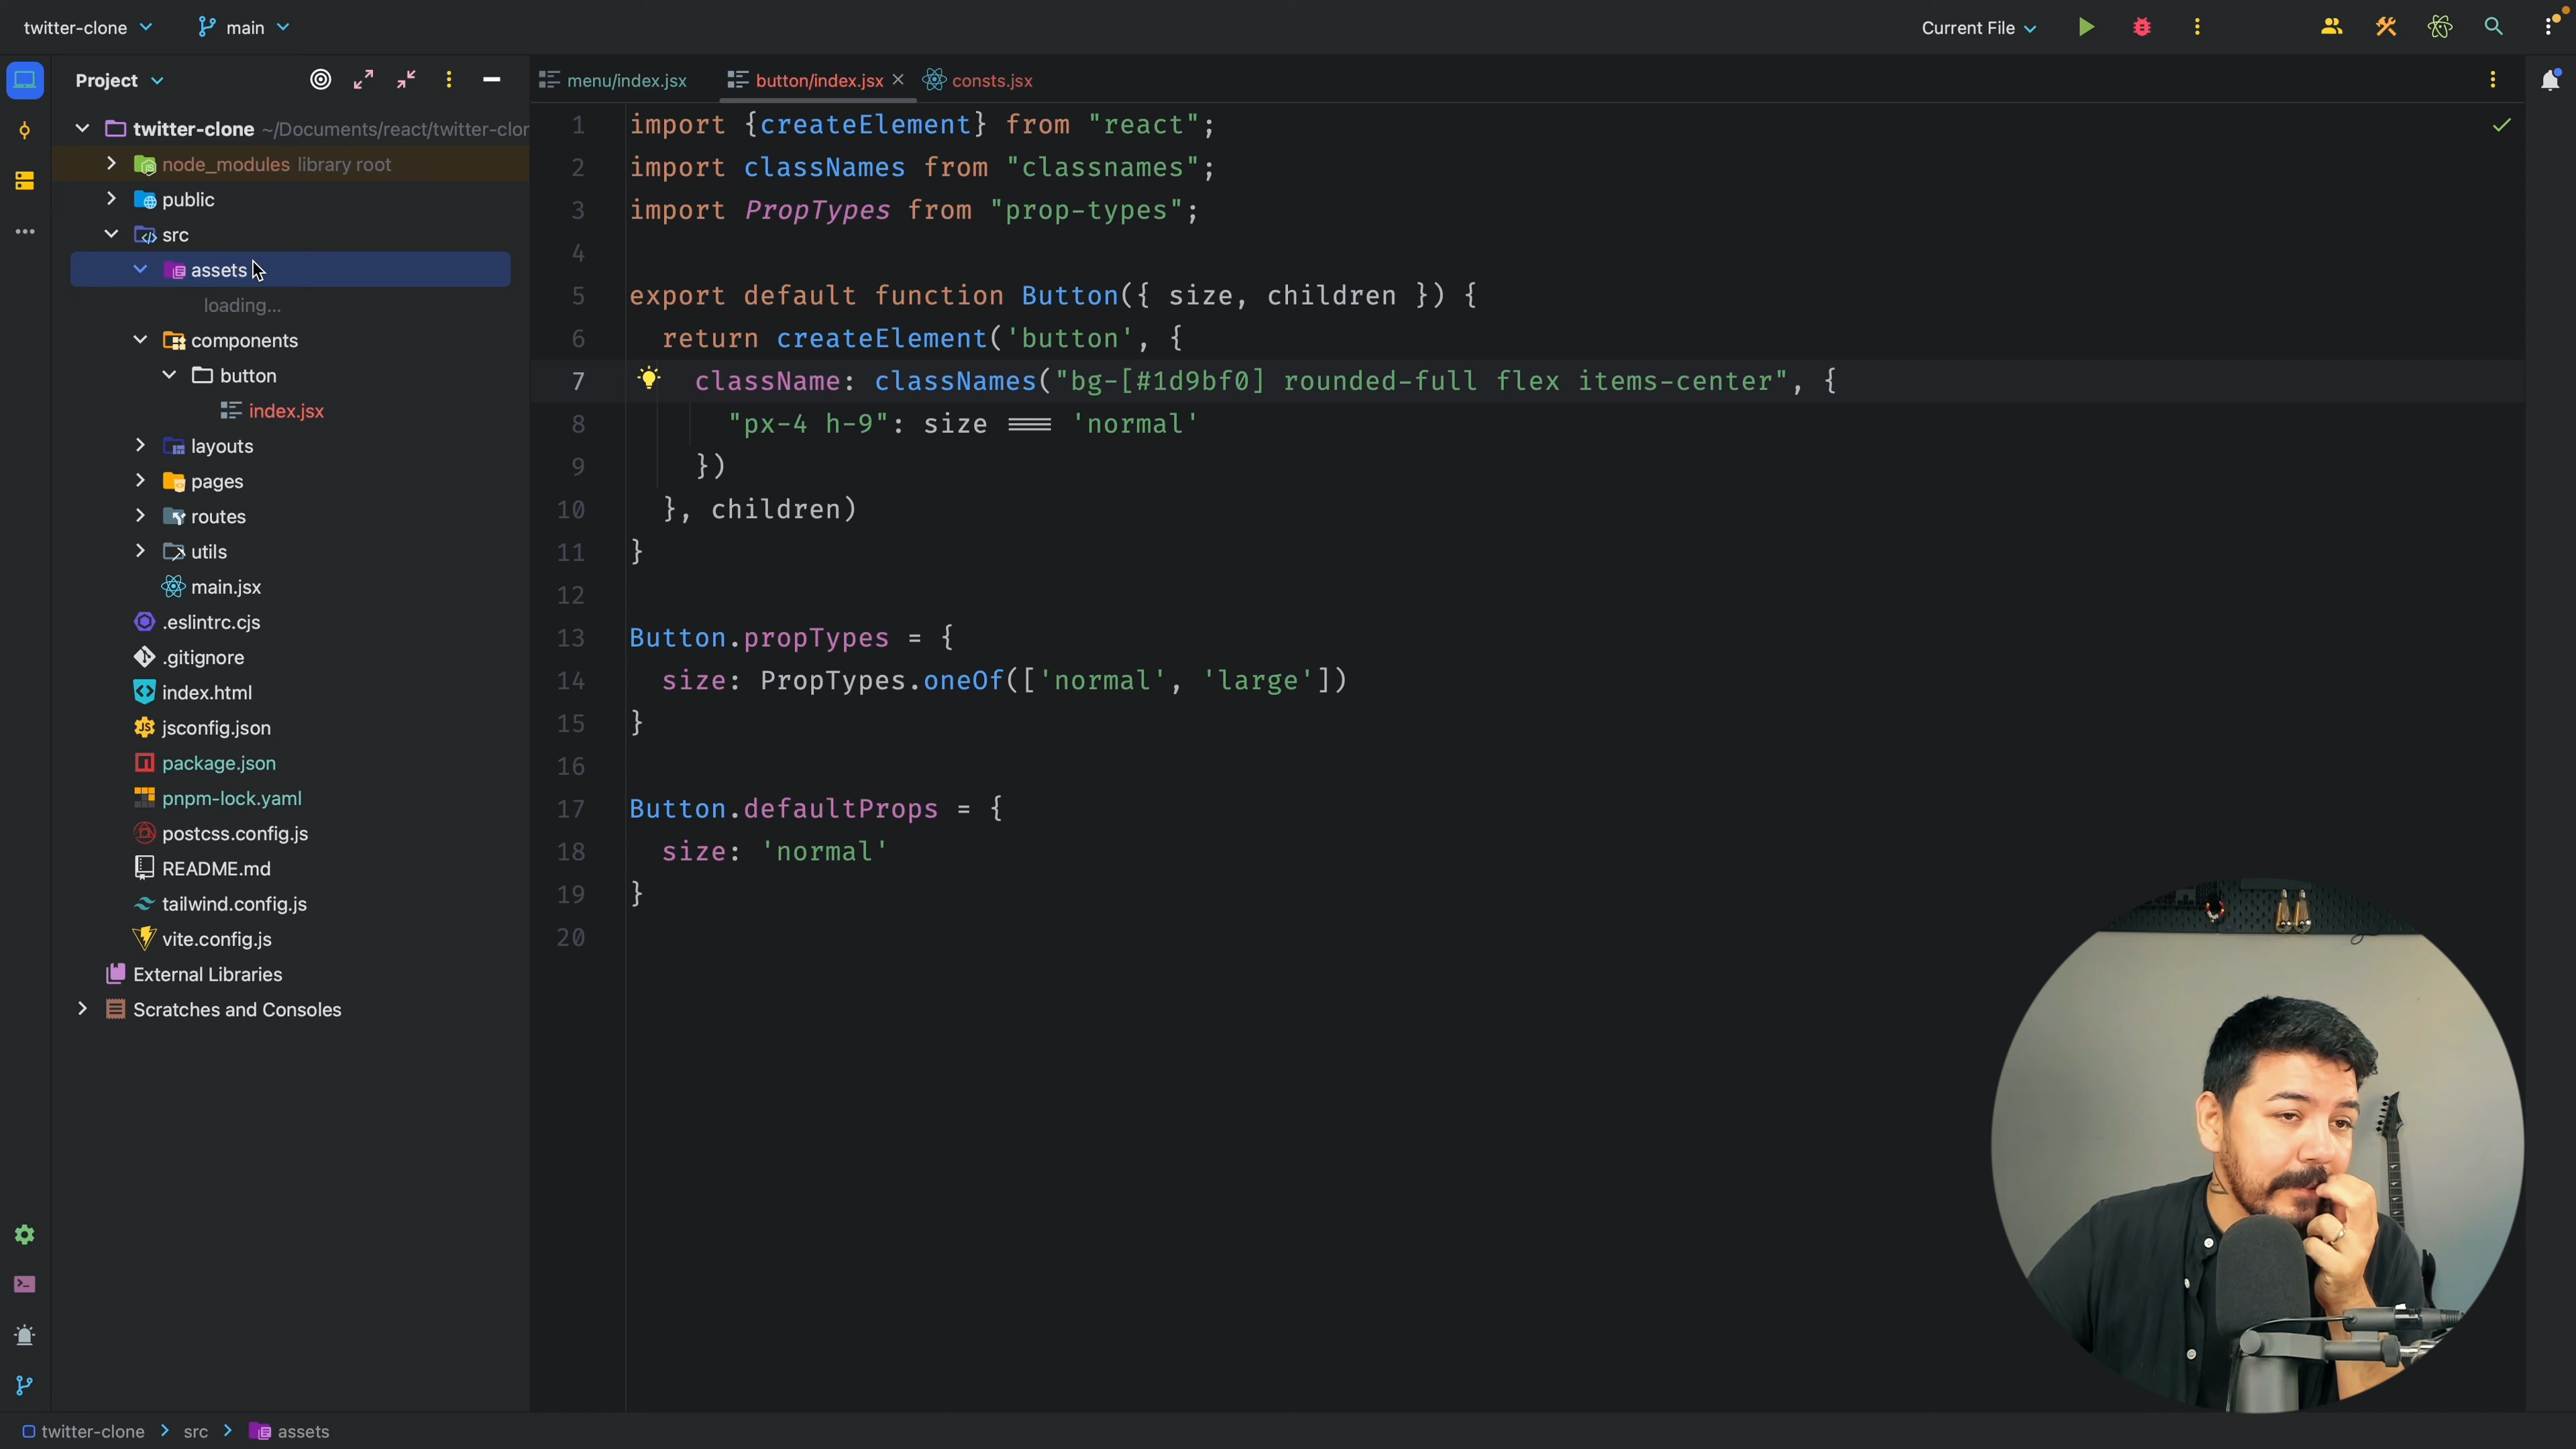 twitter-clone
main
Current File
Project
menu/index.jsx
button/index.jsx
consts.jsx
twitter-clone ~/Documents/react/twitter-clon
node_modules library root
public
src
assets
loading...
components
button
index.jsx
layouts
pages
routes
utils
main.jsx
.eslintrc.cjs
.gitignore
index.html
jsconfig.json
package.json
pnpm-lock.yaml
postcss.config.js
README.md
tailwind.config.js
vite.config.js
External Libraries
Scratches and Consoles
1 import {createElement} from "react";
2 import classNames from "classnames";
3 import PropTypes from "prop-types";
4
5 export default function Button({ size, children }) {
6 return createElement('button', {
7 className: classNames("bg-[#1d9bf0] rounded-full flex items-center", {
8 "px-4 h-9": size === 'normal'
9 })
10 }, children)
11 }
12
13 Button.propTypes = {
14 size: PropTypes.oneOf(['normal', 'large'])
15 }
16
17 Button.defaultProps = {
18 size: 'normal'
19 }
20
twitter-clone > src > assets